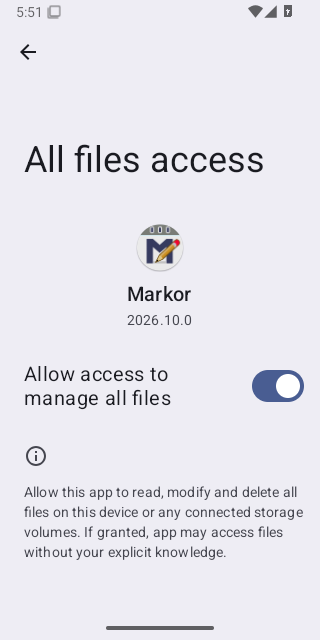 5:51
All files access
Markor
2026.10.0
Allow access to
manage all files
Allow this app to read, modify and delete all
files on this device or any connected storage
volumes. If granted, app may access files
without your explicit knowledge.